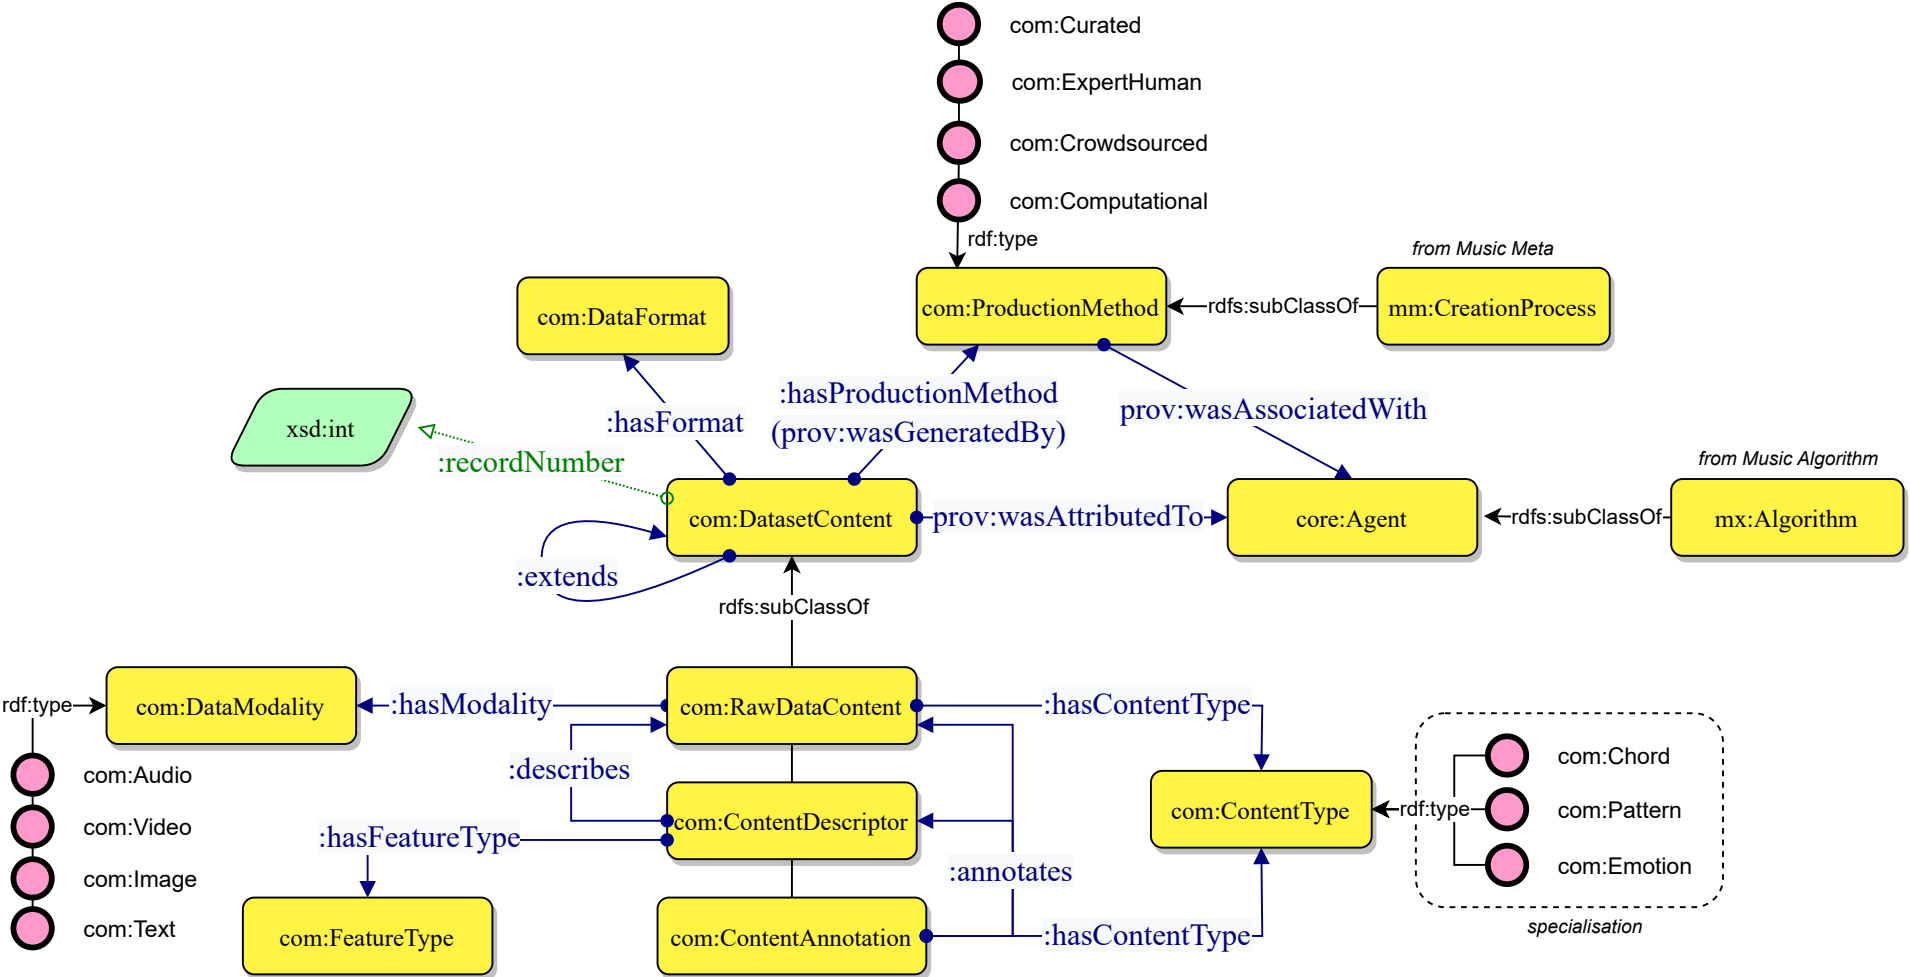 com:Curated
com:ExpertHuman
com:Crowdsourced
com:Computational
rdf:type
from Music Meta
com:DataFormat
com:ProductionMethod
rdfs:subClassOf
mm:CreationProcess
xsd:int
:hasFormat
:hasProductionMethod
(prov:wasGeneratedBy)
prov:wasAssociatedWith
:recordNumber
from Music Algorithm
com:DatasetContent
prov:wasAttributedTo
core:Agent
rdfs:subClassOf
mx:Algorithm
:extends
rdfs:subClassOf
rdf:type
com:DataModality
:hasModality
com:RawDataContent
:hasContentType
:describes
com:Audio
com:Video
com:Image
com:Text
:hasFeatureType
com:ContentDescriptor
com:ContentType
rdf:type
com:Chord
com:Pattern
com:Emotion
:annotates
com:FeatureType
com:ContentAnnotation
:hasContentType
specialisation